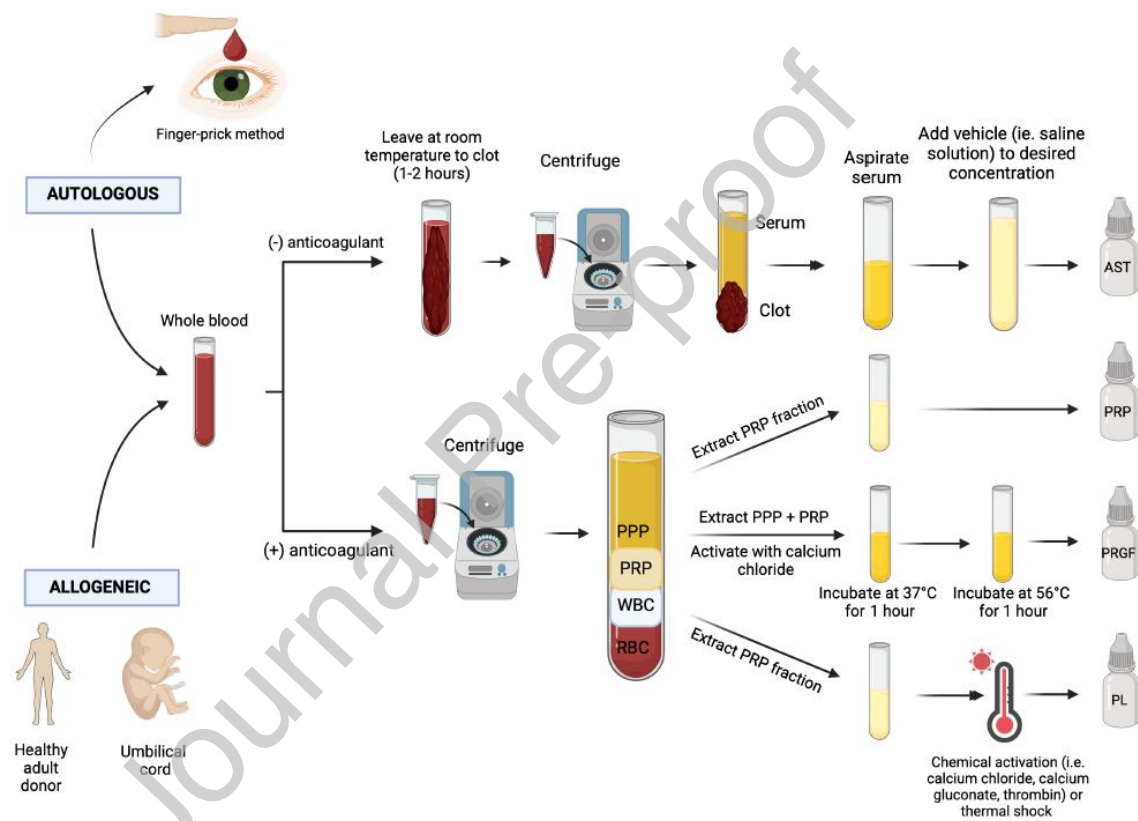 Finger-prick method
AUTOLOGOUS
Whole blood
ALLOGENEIC
Healthy
adult
donor
Umbilical
cord
(-) anticoagulant
Leave at room
temperature to clot
(1-2 hours)
Centrifuge
Serum
Clot
Aspirate
serum
Add vehicle (ie. saline
solution) to desired
concentration
AST
(+) anticoagulant
Centrifuge
PPP
PRP
WBC
RBC
Extract PRP fraction
PRP
Extract PPP + PRP
Activate with calcium
chloride
Incubate at 37°C
for 1 hour
Incubate at 56°C
for 1 hour
PRGF
Extract PRP fraction
Chemical activation (i.e.
calcium chloride, calcium
gluconate, thrombin) or
thermal shock
PL
Journal Pre-proof